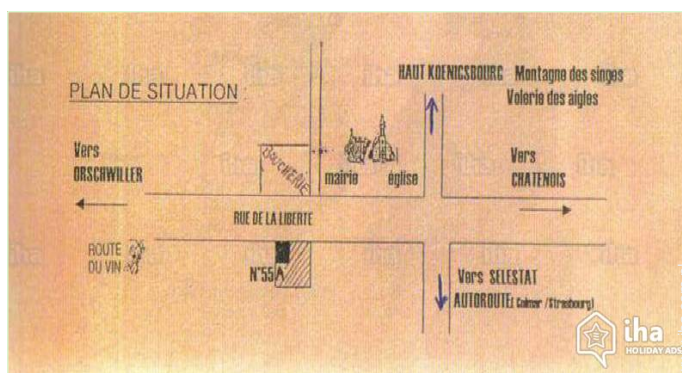 HAUT KOENIGSBOURG Montagne des singes
Volerie des aigles
PLAN DE SITUATION :
Vers
ORSCHWILLER
BOUCHERIE
mairie
église
Vers
CHATENOIS
RUE DE LA LIBERTE
ROUTE
DU VIN
N°55A
Vers SELESTAT
AUTOROUTE( Colmar /Strasbourg)
iha
HOLIDAY ADS